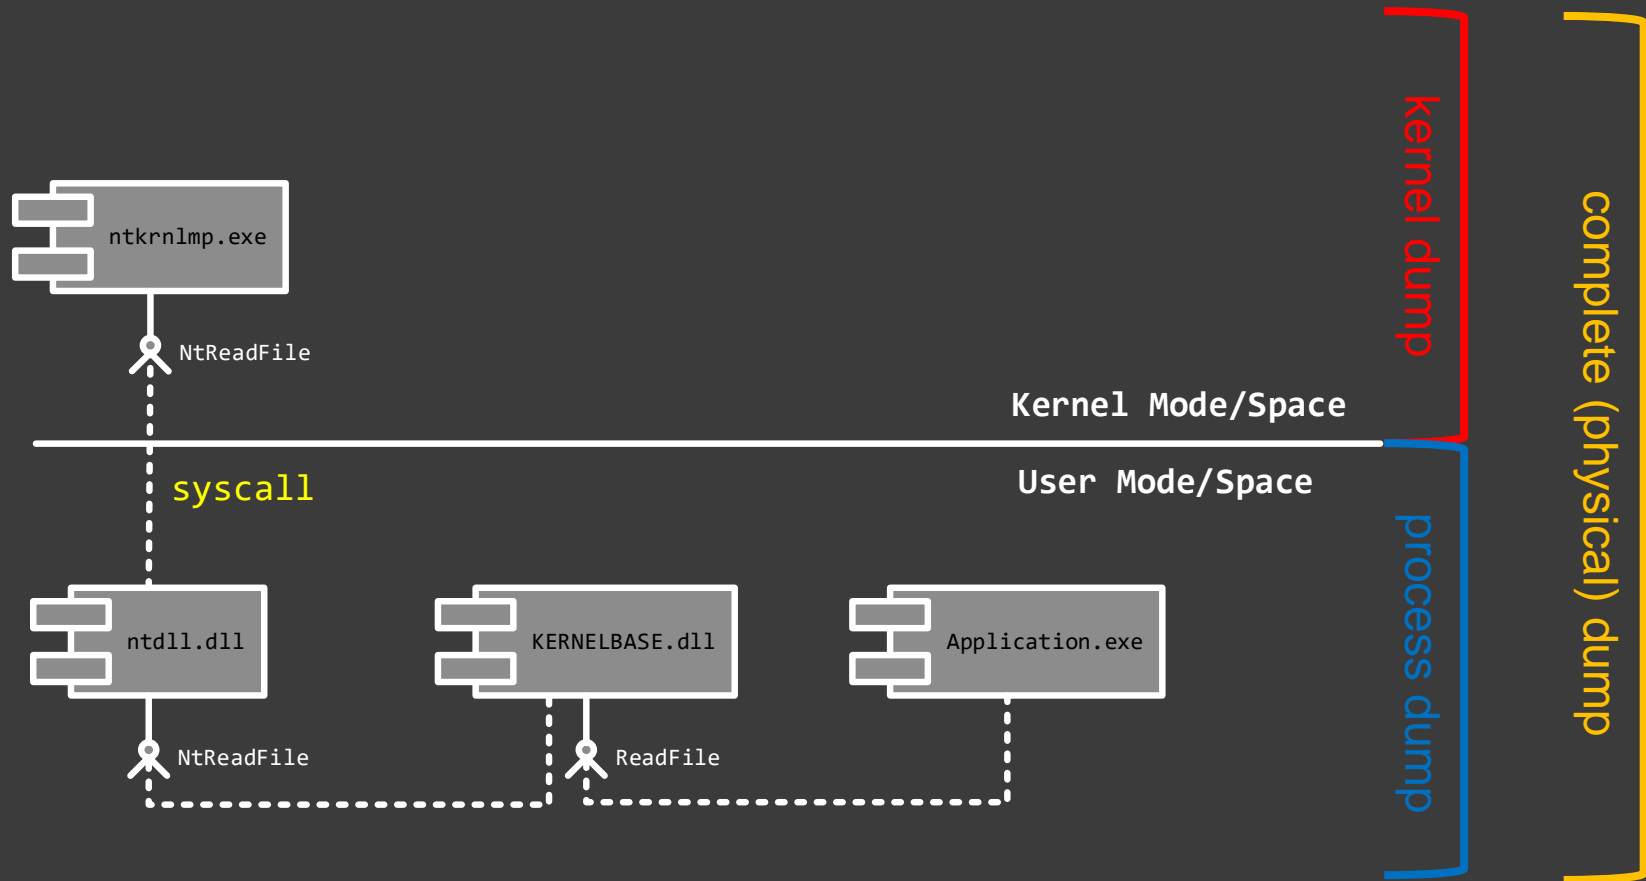 ntkrnlmp.exe
NtReadFile
Kernel Mode/Space
syscall
User Mode/Space
ntdll.dll
KERNELBASE.dll
Application.exe
NtReadFile
ReadFile
kernel dump
process dump
complete (physical) dump